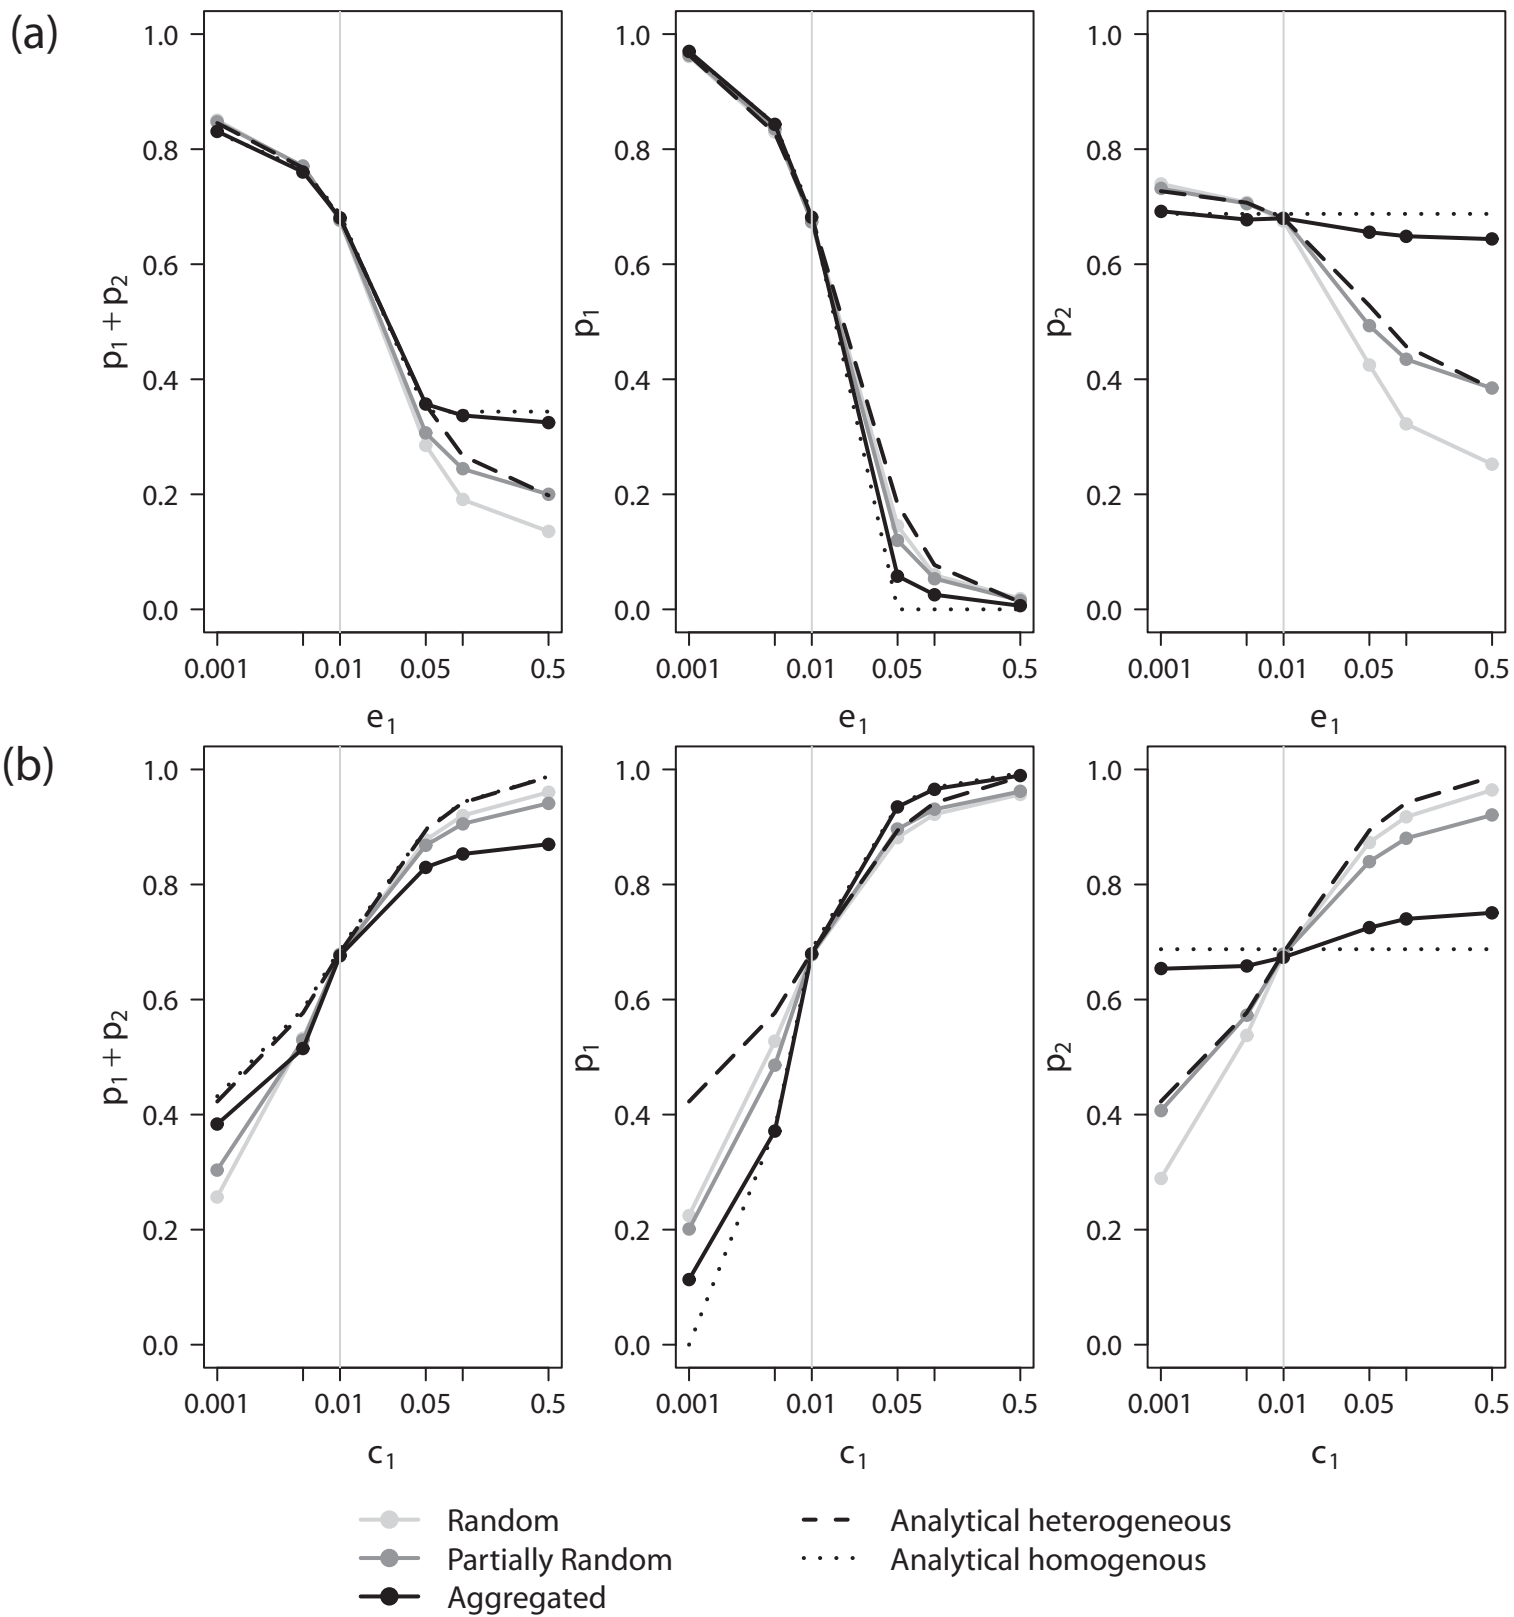 (a)
1.0 1.0 1.0
0.8 0.8 0.8
0.6 0.6 0.6
0.4 0.4 0.4
0.2 0.2 0.2
0.0 0.0 0.0
p1 + p2 p1 p2
0.001 0.01 0.05 0.5 0.001 0.01 0.05 0.5 0.001 0.01 0.05 0.5
e1 e1 e1
(b)
1.0 1.0 1.0
0.8 0.8 0.8
0.6 0.6 0.6
0.4 0.4 0.4
0.2 0.2 0.2
0.0 0.0 0.0
p1 + p2 p1 p2
0.001 0.01 0.05 0.5 0.001 0.01 0.05 0.5 0.001 0.01 0.05 0.5
c1 c1 c1
Random
Partially Random
Aggregated
Analytical heterogeneous
Analytical homogenous